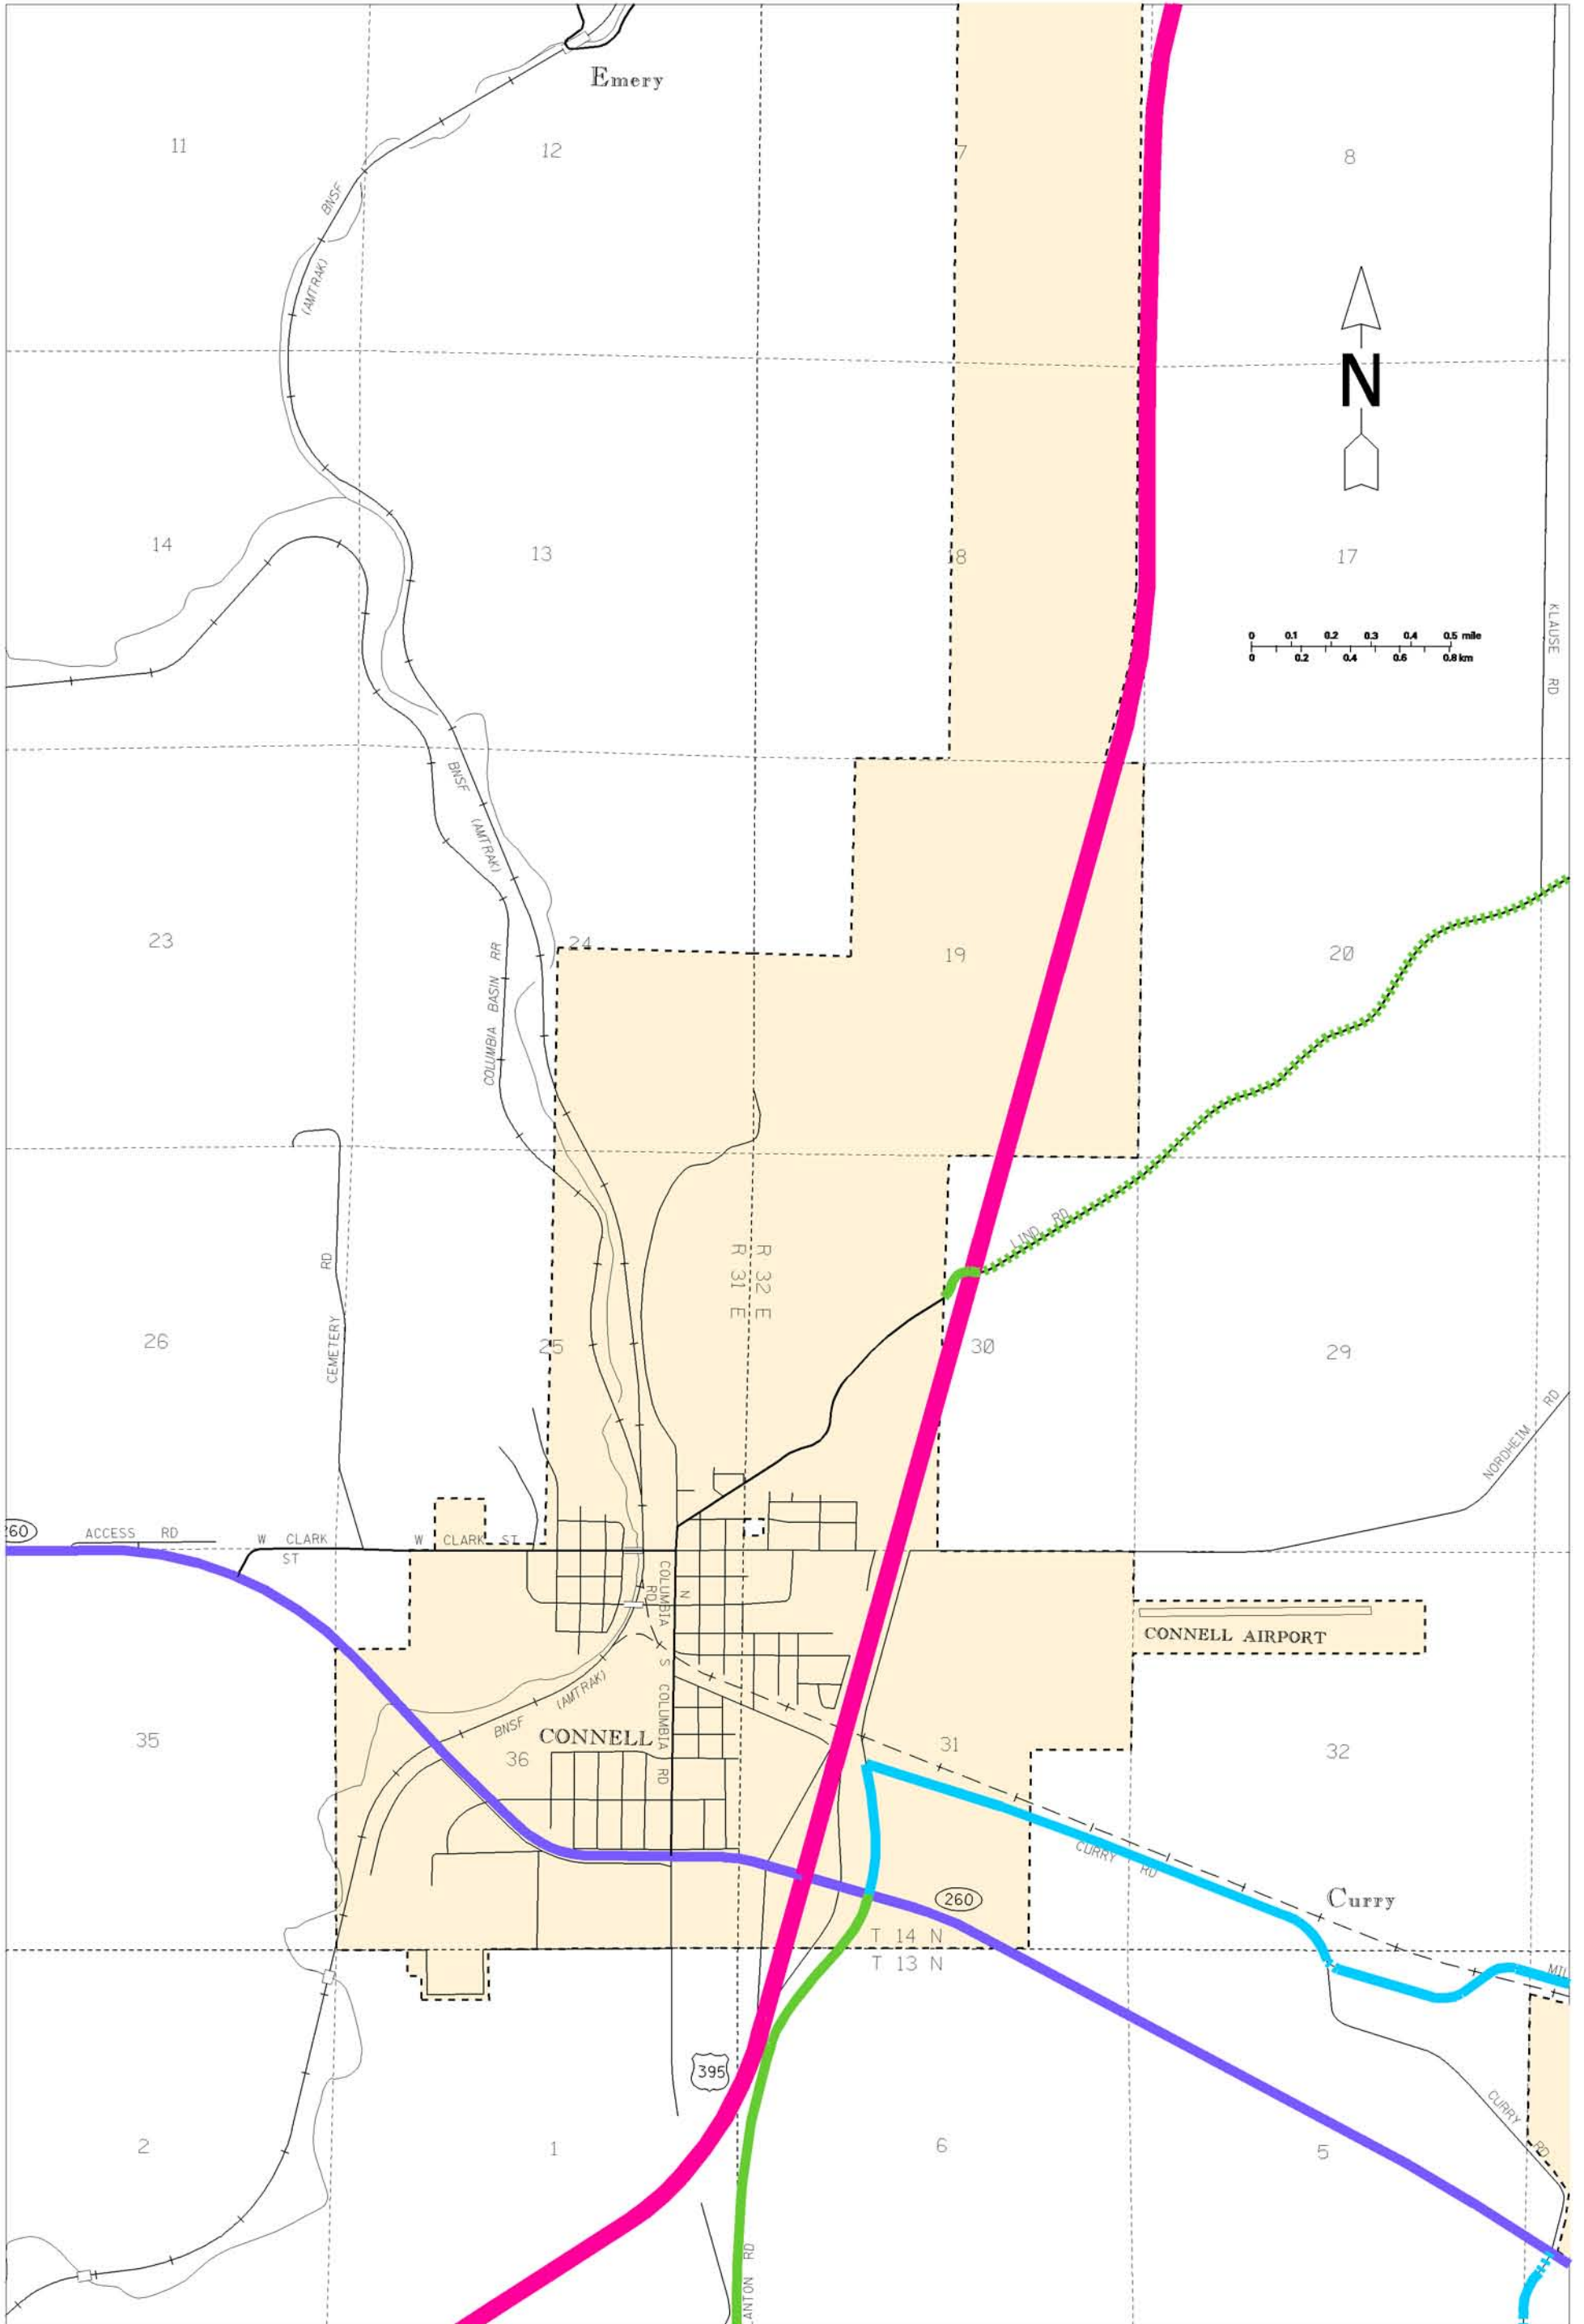 Emery
11
12
7
8
BNSF
(AMTRAK)
N
14
13
18
17
0 0.1 0.2 0.3 0.4 0.5 mile
0 0.2 0.4 0.6 0.8 km
KLAUSE RD
BNSF (AMTRAK)
23
24
19
20
COLUMBIA BASIN RR
LIND RD
R 32 E
R 31 E
CEMETERY RD
26
25
30
29
NORDHEIM RD
ACCESS RD
W CLARK ST
W CLARK ST
N COLUMBIA RD
CONNELL AIRPORT
S COLUMBIA RD
BNSF (AMTRAK)
CONNELL
35
36
31
32
CURRY RD
Curry
260
T 14 N
T 13 N
395
CURRY RD
2
1
6
5